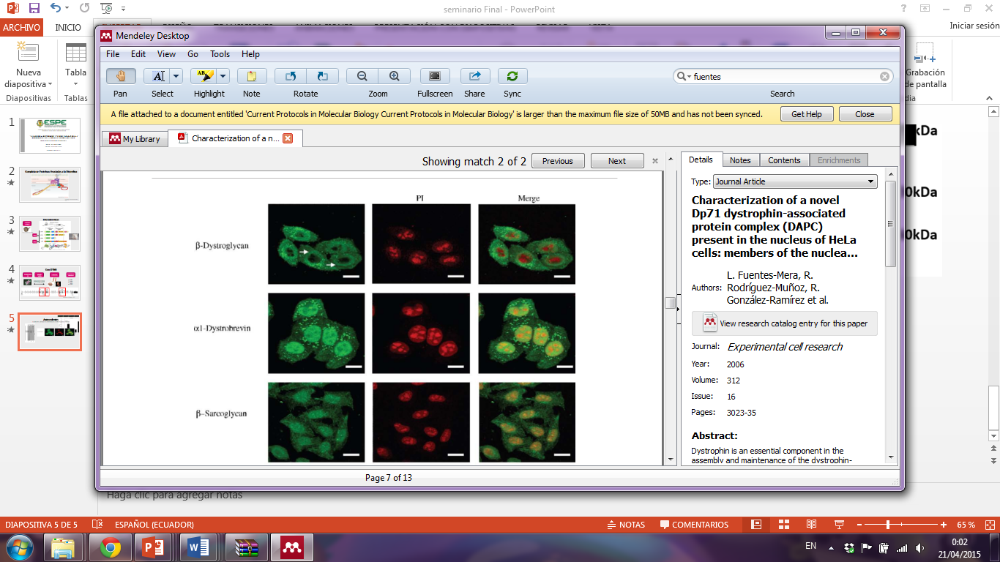 seminario Final - PowerPoint
ARCHIVO
INICIO
Iniciar sesión
Nueva
diapositiva
Tabla
Diapositivas
Tablas
Grabación
de pantalla
Mendeley Desktop
File Edit View Go Tools Help
Pan Select Highlight Note Rotate Zoom Fullscreen Share Sync
fuentes
Search
A file attached to a document entitled 'Current Protocols in Molecular Biology Current Protocols in Molecular Biology' is larger than the maximum file size of 50MB and has not been synced.
Get Help
Close
My Library
Characterization of a n...
Showing match 2 of 2
Previous
Next
Details
Notes
Contents
Enrichments
Type: Journal Article
Characterization of a novel
Dp71 dystrophin-associated
protein complex (DAPC)
present in the nucleus of HeLa
cells: members of the nuclea...
Authors:
L. Fuentes-Mera, R.
Rodríguez-Muñoz, R.
González-Ramírez et al.
View research catalog entry for this paper
Journal: Experimental cell research
Year: 2006
Volume: 312
Issue: 16
Pages: 3023-35
Abstract:
Dystrophin is an essential component in the
assembly and maintenance of the dystrophin-
PI
Merge
β-Dystroglycan
α1-Dystrobrevin
β-Sarcoglycan
Page 7 of 13
kDa
0kDa
0kDa
1
ESPE
2
3
4
5
Haga clic para agregar notas
DIAPOSITIVA 5 DE 5
ESPAÑOL (ECUADOR)
NOTAS
COMENTARIOS
65 %
EN
0:02
21/04/2015